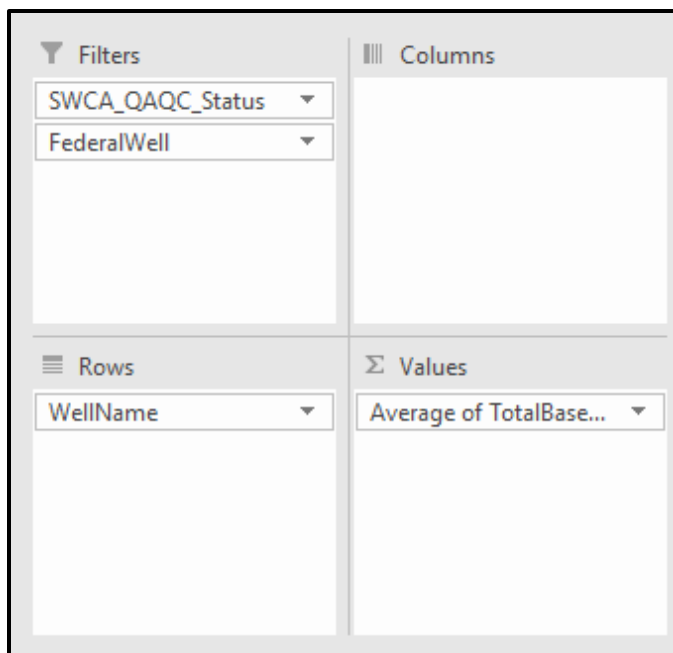 Filters
SWCA_QAQC_Status
FederalWell
Columns
Rows
WellName
Σ Values
Average of TotalBase...